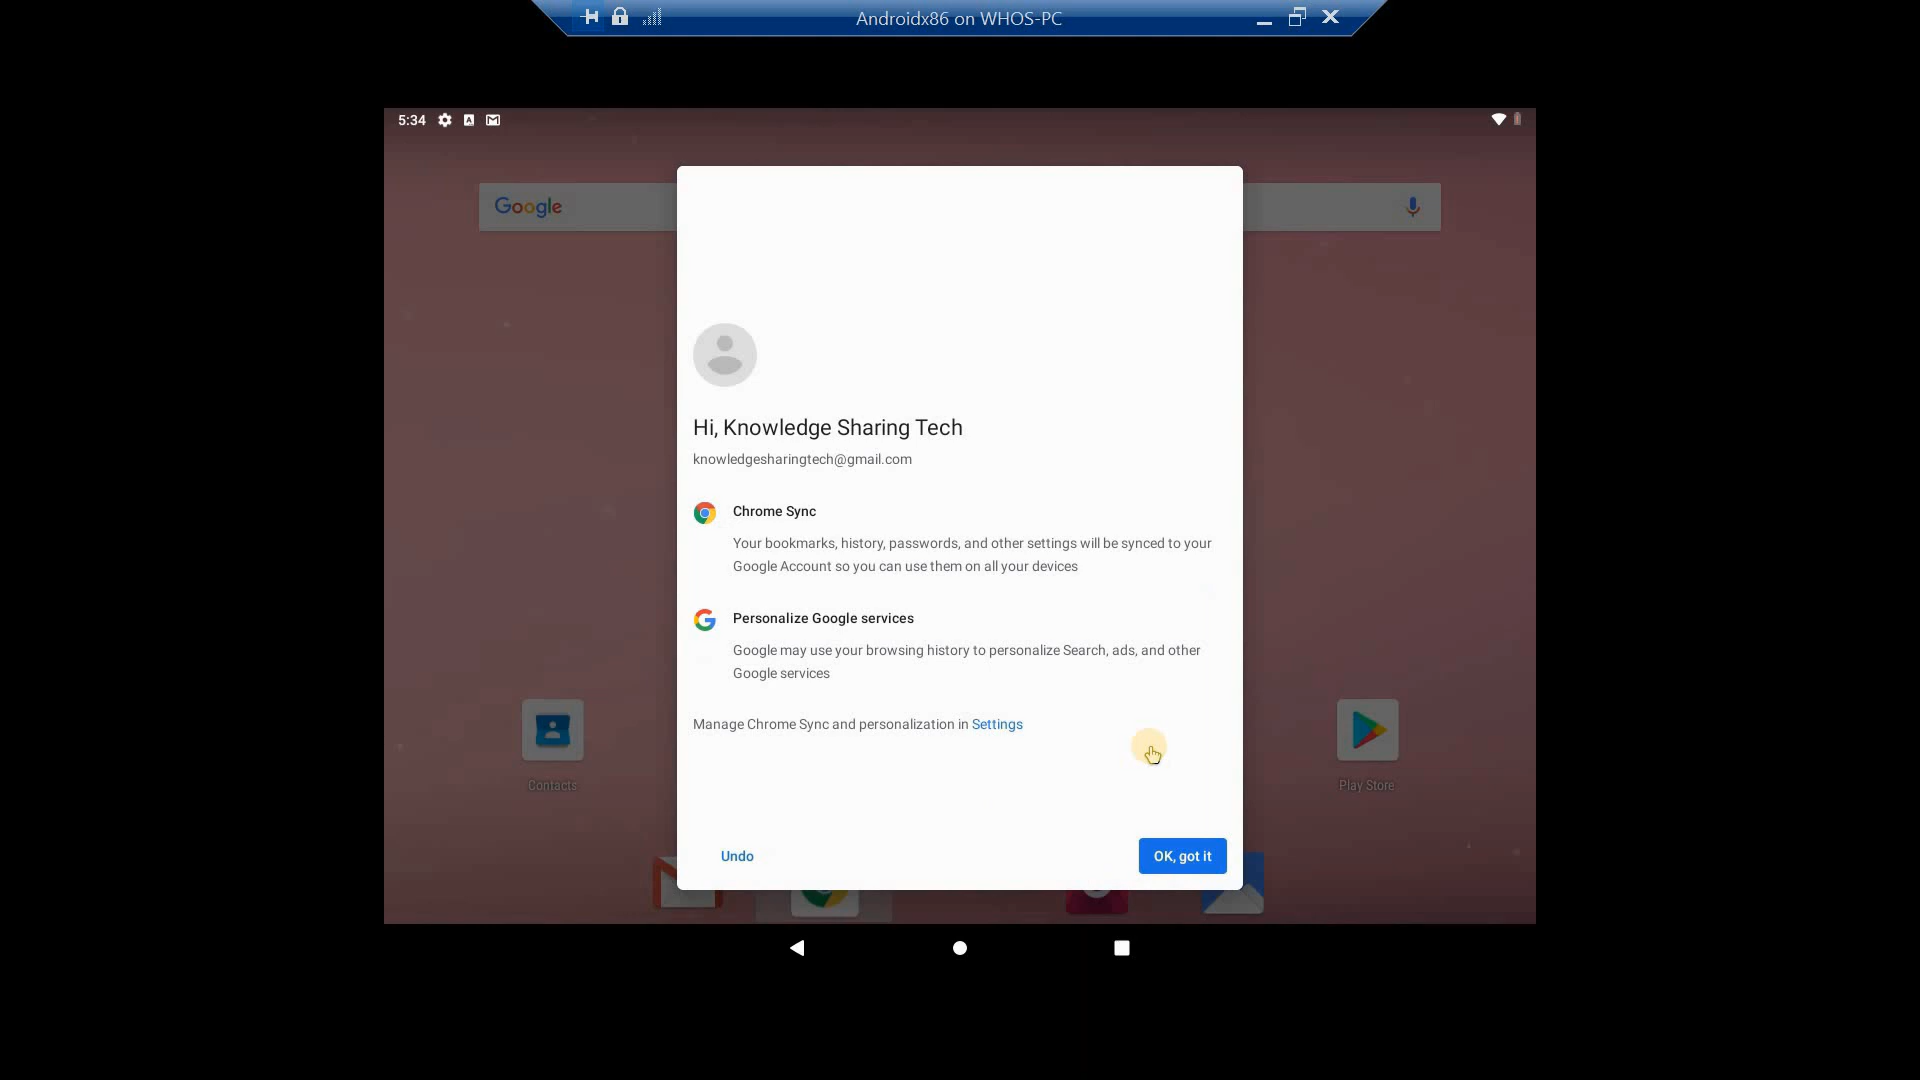 Androidx86 on WHOS-PC
5:34
Google
Hi, Knowledge Sharing Tech
knowledgesharingtech@gmail.com
Chrome Sync
Your bookmarks, history, passwords, and other settings will be synced to your
Google Account so you can use them on all your devices
Personalize Google services
Google may use your browsing history to personalize Search, ads, and other
Google services
Manage Chrome Sync and personalization in Settings
Contacts
Play Store
Undo
OK, got it